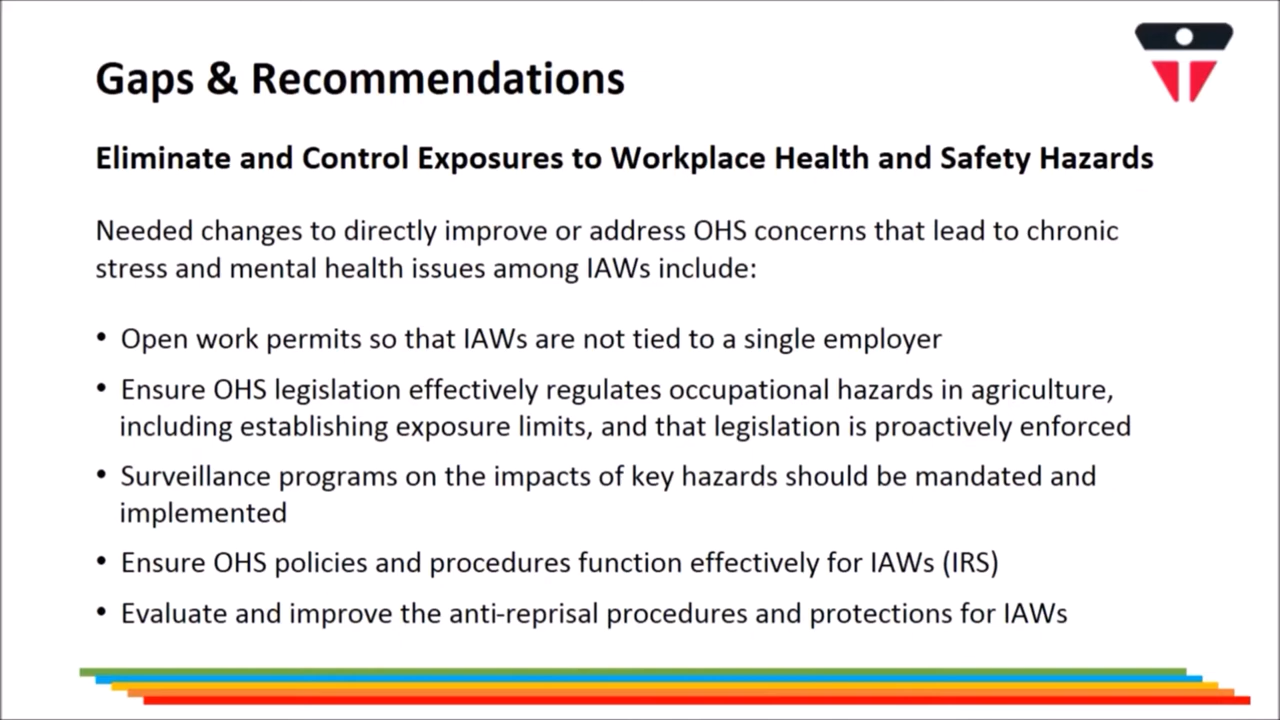 Gaps & Recommendations
Eliminate and Control Exposures to Workplace Health and Safety Hazards
Needed changes to directly improve or address OHS concerns that lead to chronic
stress and mental health issues among IAWs include:
• Open work permits so that IAWs are not tied to a single employer
• Ensure OHS legislation effectively regulates occupational hazards in agriculture,
including establishing exposure limits, and that legislation is proactively enforced
• Surveillance programs on the impacts of key hazards should be mandated and
implemented
• Ensure OHS policies and procedures function effectively for IAWs (IRS)
• Evaluate and improve the anti-reprisal procedures and protections for IAWs